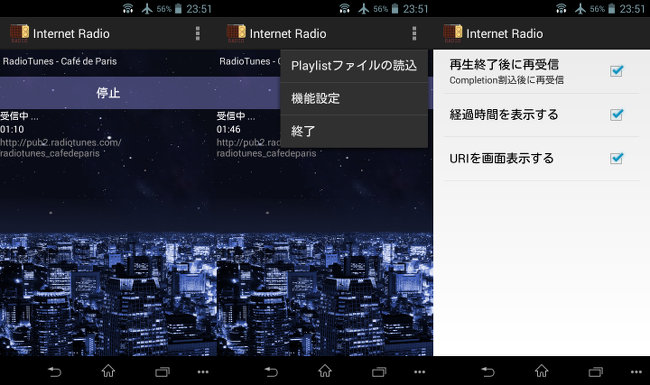 56% 23:51
Internet Radio
RadioTunes - Café de Paris
停止
受信中 ...
01:10
http://pub2.radiotunes.com/
radiotunes_cafedeparis
56% 23:51
Internet Radio
RadioTunes - Ca
Playlistファイルの読込
機能設定
終了
受信中 ...
01:46
http://pub2.radiotunes.com/
radiotunes_cafedeparis
56% 23:51
Internet Radio
再生終了後に再受信
Completion割込後に再受信
経過時間を表示する
URIを画面表示する